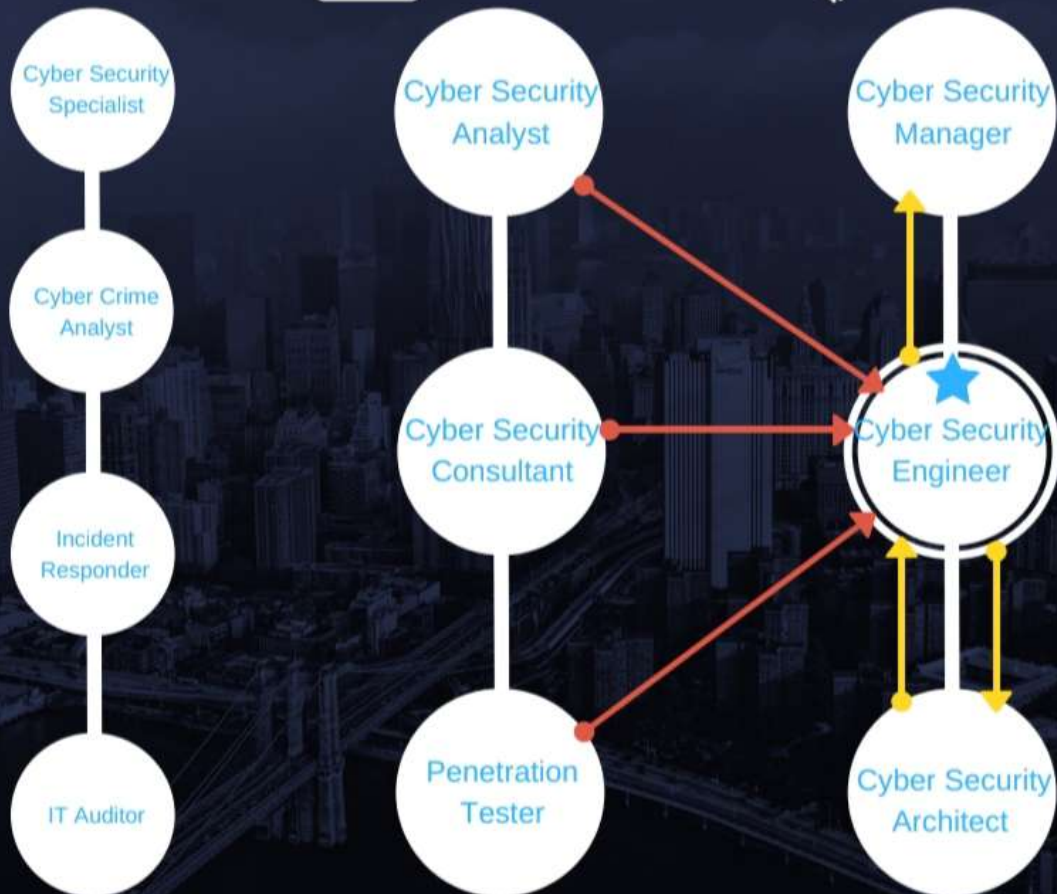 Cyber Security
Specialist
Cyber Crime
Analyst
Incident
Responder
IT Auditor
Cyber Security
Analyst
Cyber Security
Consultant
Penetration
Tester
Cyber Security
Manager
Cyber Security
Engineer
Cyber Security
Architect